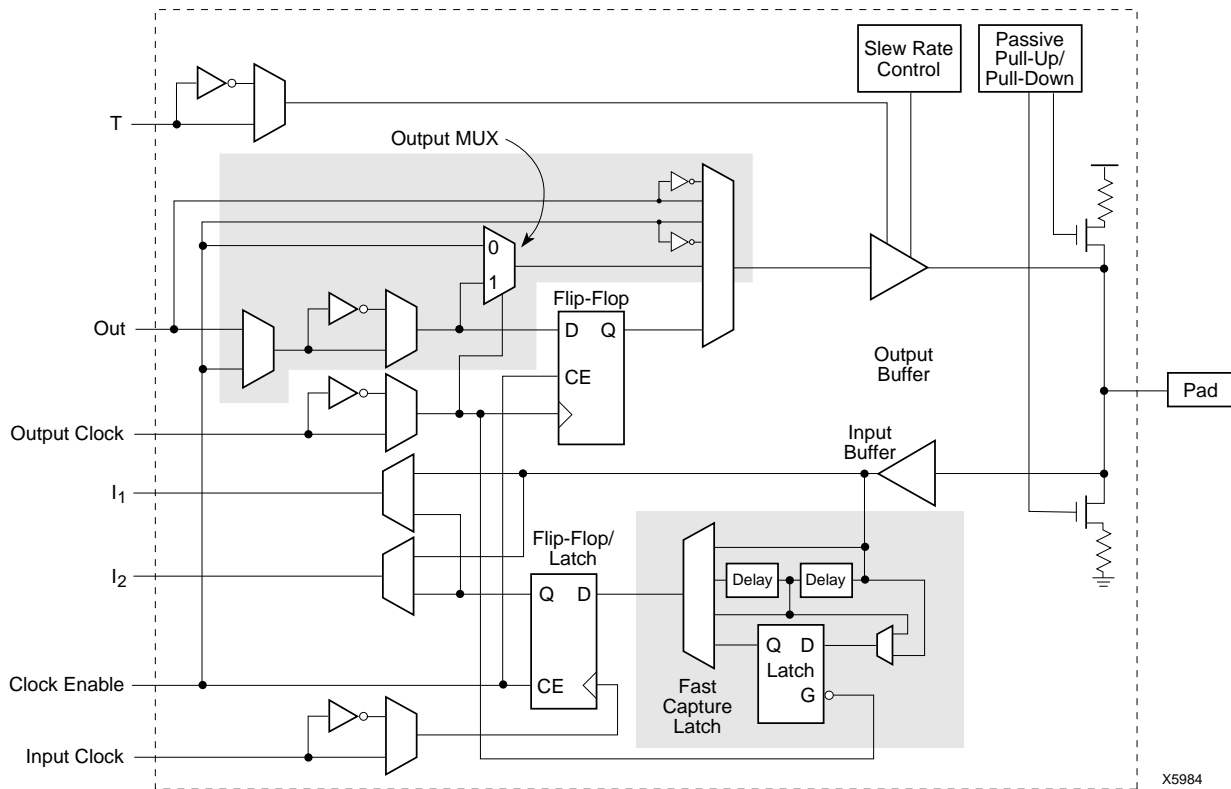 Slew Rate
Control
Passive
Pull-Up/
Pull-Down
T
Output MUX
0
1
Flip-Flop
D Q
CE
Out
Output
Buffer
Pad
Output Clock
Input
Buffer
I1
Flip-Flop/
Latch
I2
Delay Delay
Q D
Q D
Latch
G
CE
Clock Enable
Fast
Capture
Latch
Input Clock
X5984